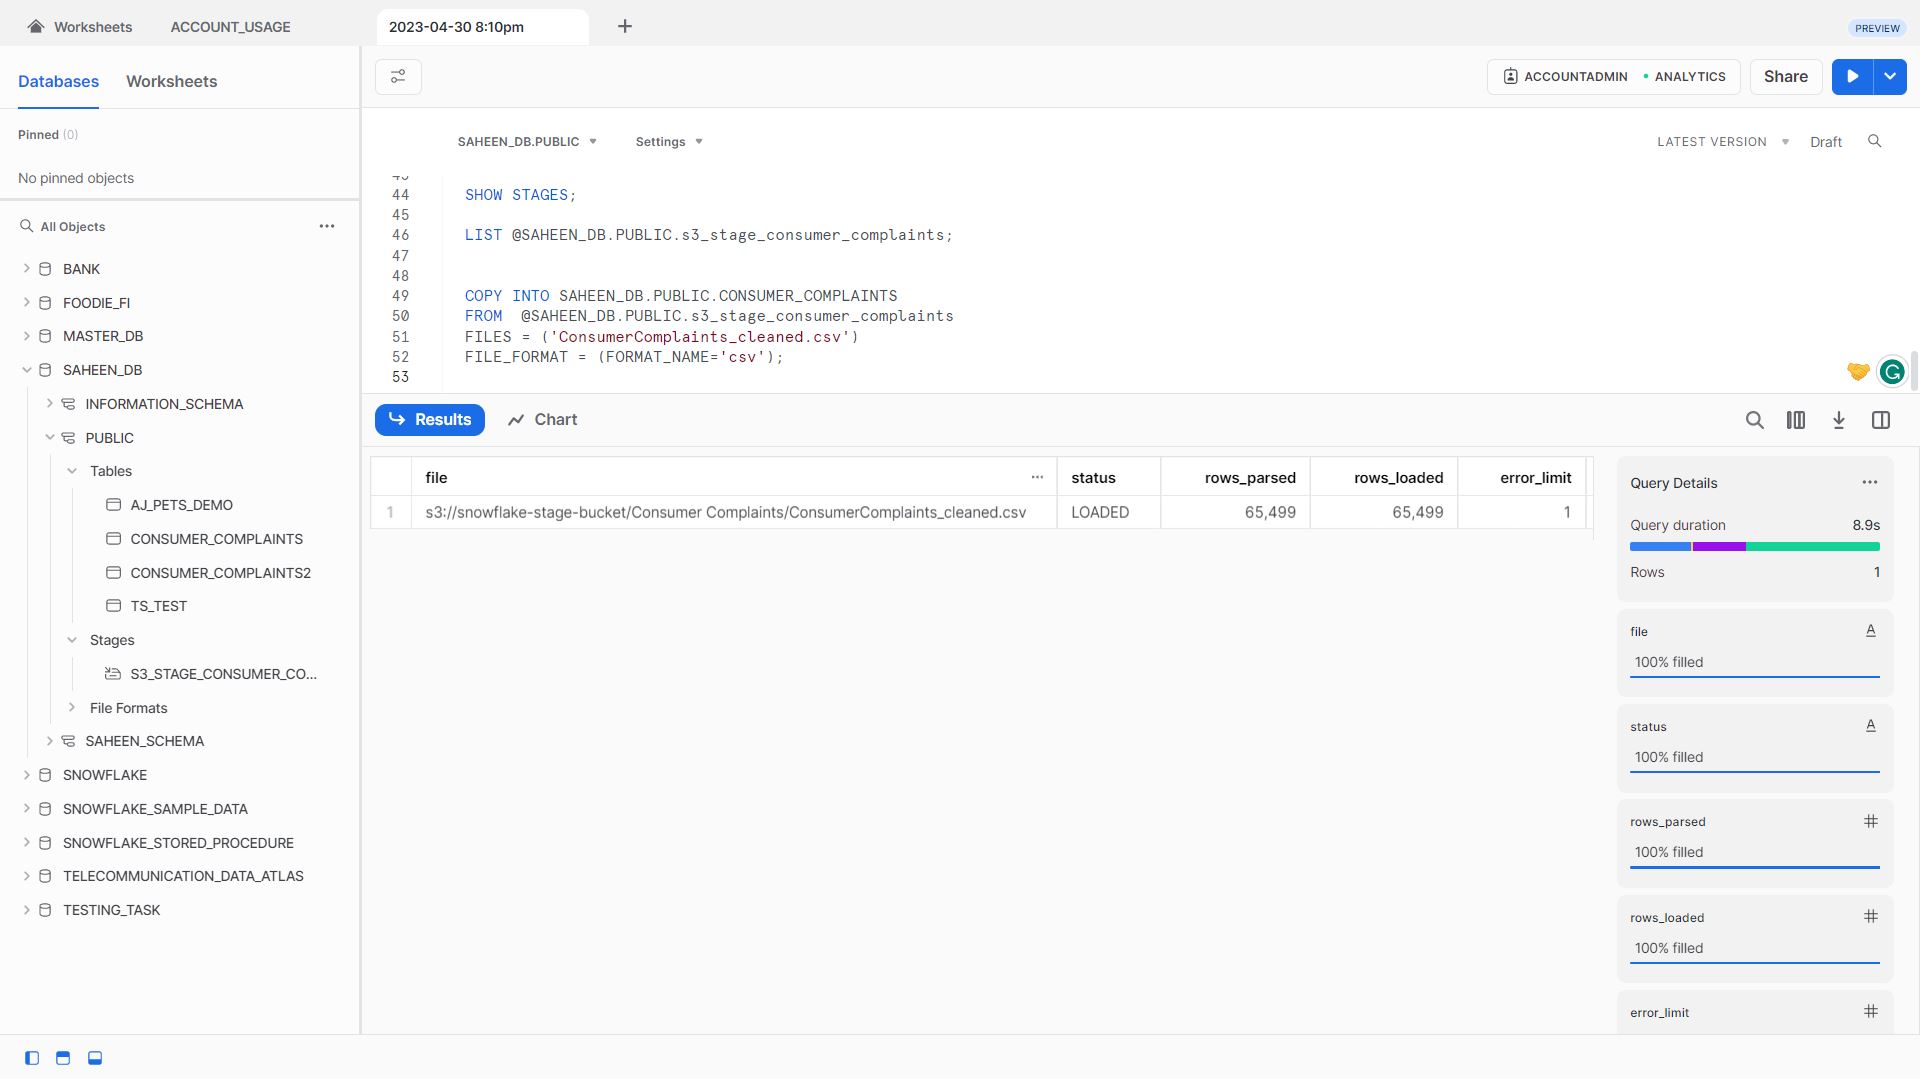 Worksheets
ACCOUNT_USAGE
2023-04-30 8:10pm
PREVIEW
Databases
Worksheets
ACCOUNTADMIN
ANALYTICS
Share
Pinned (0)
No pinned objects
All Objects
BANK
FOODIE_FI
MASTER_DB
SAHEEN_DB
INFORMATION_SCHEMA
PUBLIC
Tables
AJ_PETS_DEMO
CONSUMER_COMPLAINTS
CONSUMER_COMPLAINTS2
TS_TEST
Stages
S3_STAGE_CONSUMER_CO...
File Formats
SAHEEN_SCHEMA
SNOWFLAKE
SNOWFLAKE_SAMPLE_DATA
SNOWFLAKE_STORED_PROCEDURE
TELECOMMUNICATION_DATA_ATLAS
TESTING_TASK
SAHEEN_DB.PUBLIC
Settings
LATEST VERSION
Draft
43
44 SHOW STAGES;
45
46 LIST @SAHEEN_DB.PUBLIC.s3_stage_consumer_complaints;
47
48
49 COPY INTO SAHEEN_DB.PUBLIC.CONSUMER_COMPLAINTS
50 FROM  @SAHEEN_DB.PUBLIC.s3_stage_consumer_complaints
51 FILES = ('ConsumerComplaints_cleaned.csv')
52 FILE_FORMAT = (FORMAT_NAME='csv');
53
Results
Chart
file ... status rows_parsed rows_loaded error_limit
1 s3://snowflake-stage-bucket/Consumer Complaints/ConsumerComplaints_cleaned.csv LOADED 65,499 65,499 1
Query Details
Query duration 8.9s
Rows 1
file A
100% filled
status A
100% filled
rows_parsed #
100% filled
rows_loaded #
100% filled
error_limit #